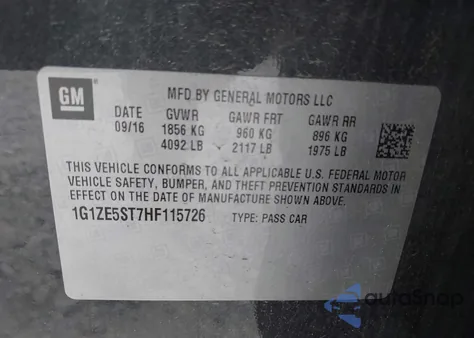 GM
MFD BY GENERAL MOTORS LLC
DATE GVWR GAWR FRT GAWR RR
09/16 1856 KG 960 KG 896 KG
4092 LB 2117 LB 1975 LB
THIS VEHICLE CONFORMS TO ALL APPLICABLE U.S. FEDERAL MOTOR
VEHICLE SAFETY, BUMPER, AND THEFT PREVENTION STANDARDS IN
EFFECT ON THE DATE OF MANUFACTURE SHOWN ABOVE.
1G1ZE5ST7HF115726 TYPE: PASS CAR
autoSnap